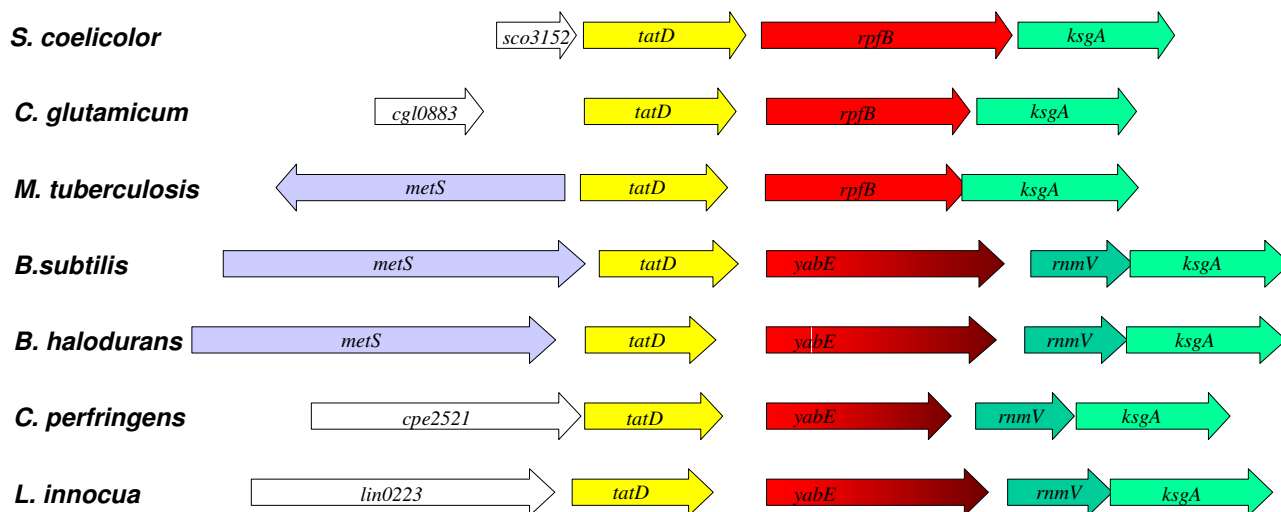 S. coelicolor sco3152 tatD rpfB ksgA
C. glutamicum cgl0883 tatD rpfB ksgA
M. tuberculosis metS tatD rpfB ksgA
B.subtilis metS tatD yabE rnmV ksgA
B. halodurans metS tatD yabE rnmV ksgA
C. perfringens cpe2521 tatD yabE rnmV ksgA
L. innocua lin0223 tatD yabE rnmV ksgA